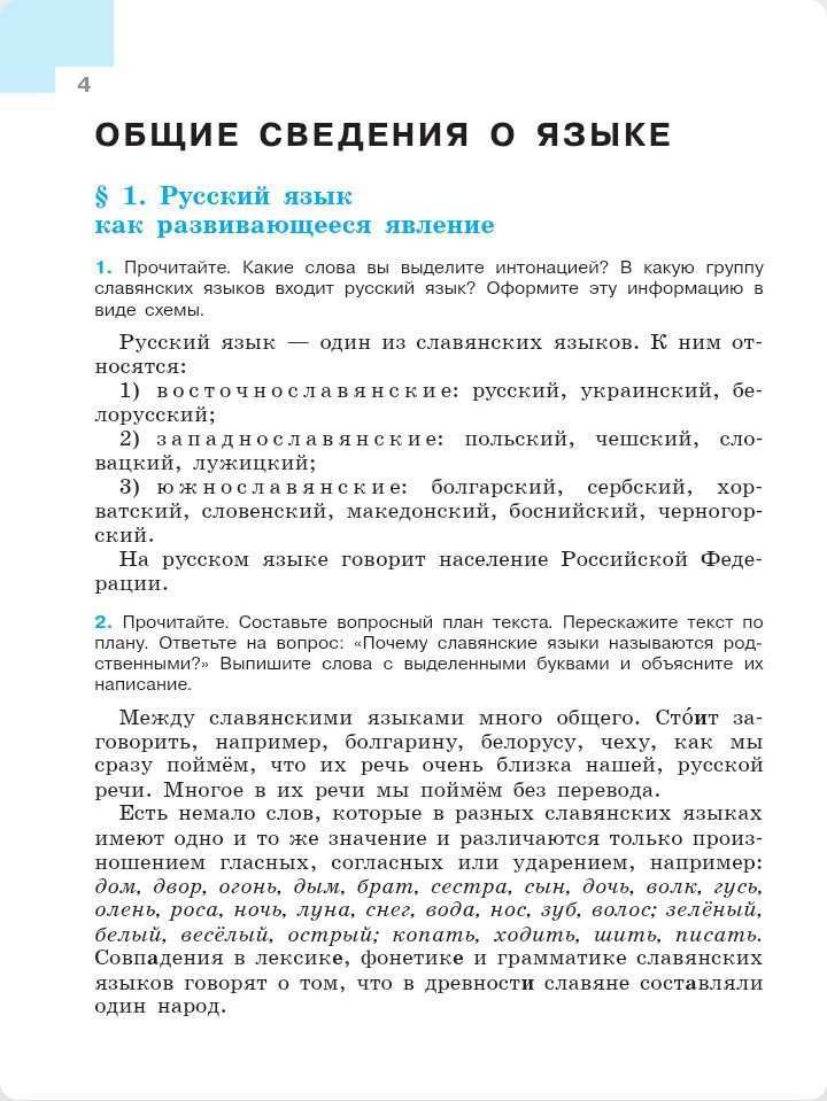 4
ОБЩИЕ СВЕДЕНИЯ О ЯЗЫКЕ
§ 1. Русский язык
как развивающееся явление
1. Прочитайте. Какие слова вы выделите интонацией? В какую группу
славянских языков входит русский язык? Оформите эту информацию в
виде схемы.
Русский язык — один из славянских языков. К ним от-
носятся:
1) восточнославянские: русский, украинский, бе-
лорусский;
2) западнославянские: польский, чешский, сло-
вацкий, лужицкий;
3) южнославянские: болгарский, сербский, хор-
ватский, словенский, македонский, боснийский, черногор-
ский.
На русском языке говорит население Российской Феде-
рации.
2. Прочитайте. Составьте вопросный план текста. Перескажите текст по
плану. Ответьте на вопрос: «Почему славянские языки называются род-
ственными?» Выпишите слова с выделенными буквами и объясните их
написание.
Между славянскими языками много общего. Сто́ит за-
говорить, например, болгарину, белорусу, чеху, как мы
сразу поймём, что их речь очень близка нашей, русской
речи. Многое в их речи мы поймём без перевода.
Есть немало слов, которые в разных славянских языках
имеют одно и то же значение и различаются только произ-
ношением гласных, согласных или ударением, например:
дом, двор, огонь, дым, брат, сестра, сын, дочь, волк, гусь,
олень, роса, ночь, луна, снег, вода, нос, зуб, волос; зелёный,
белый, весёлый, острый; копать, ходить, шить, писать.
Совпадения в лексике, фонетике и грамматике славянских
языков говорят о том, что в древности славяне составляли
один народ.